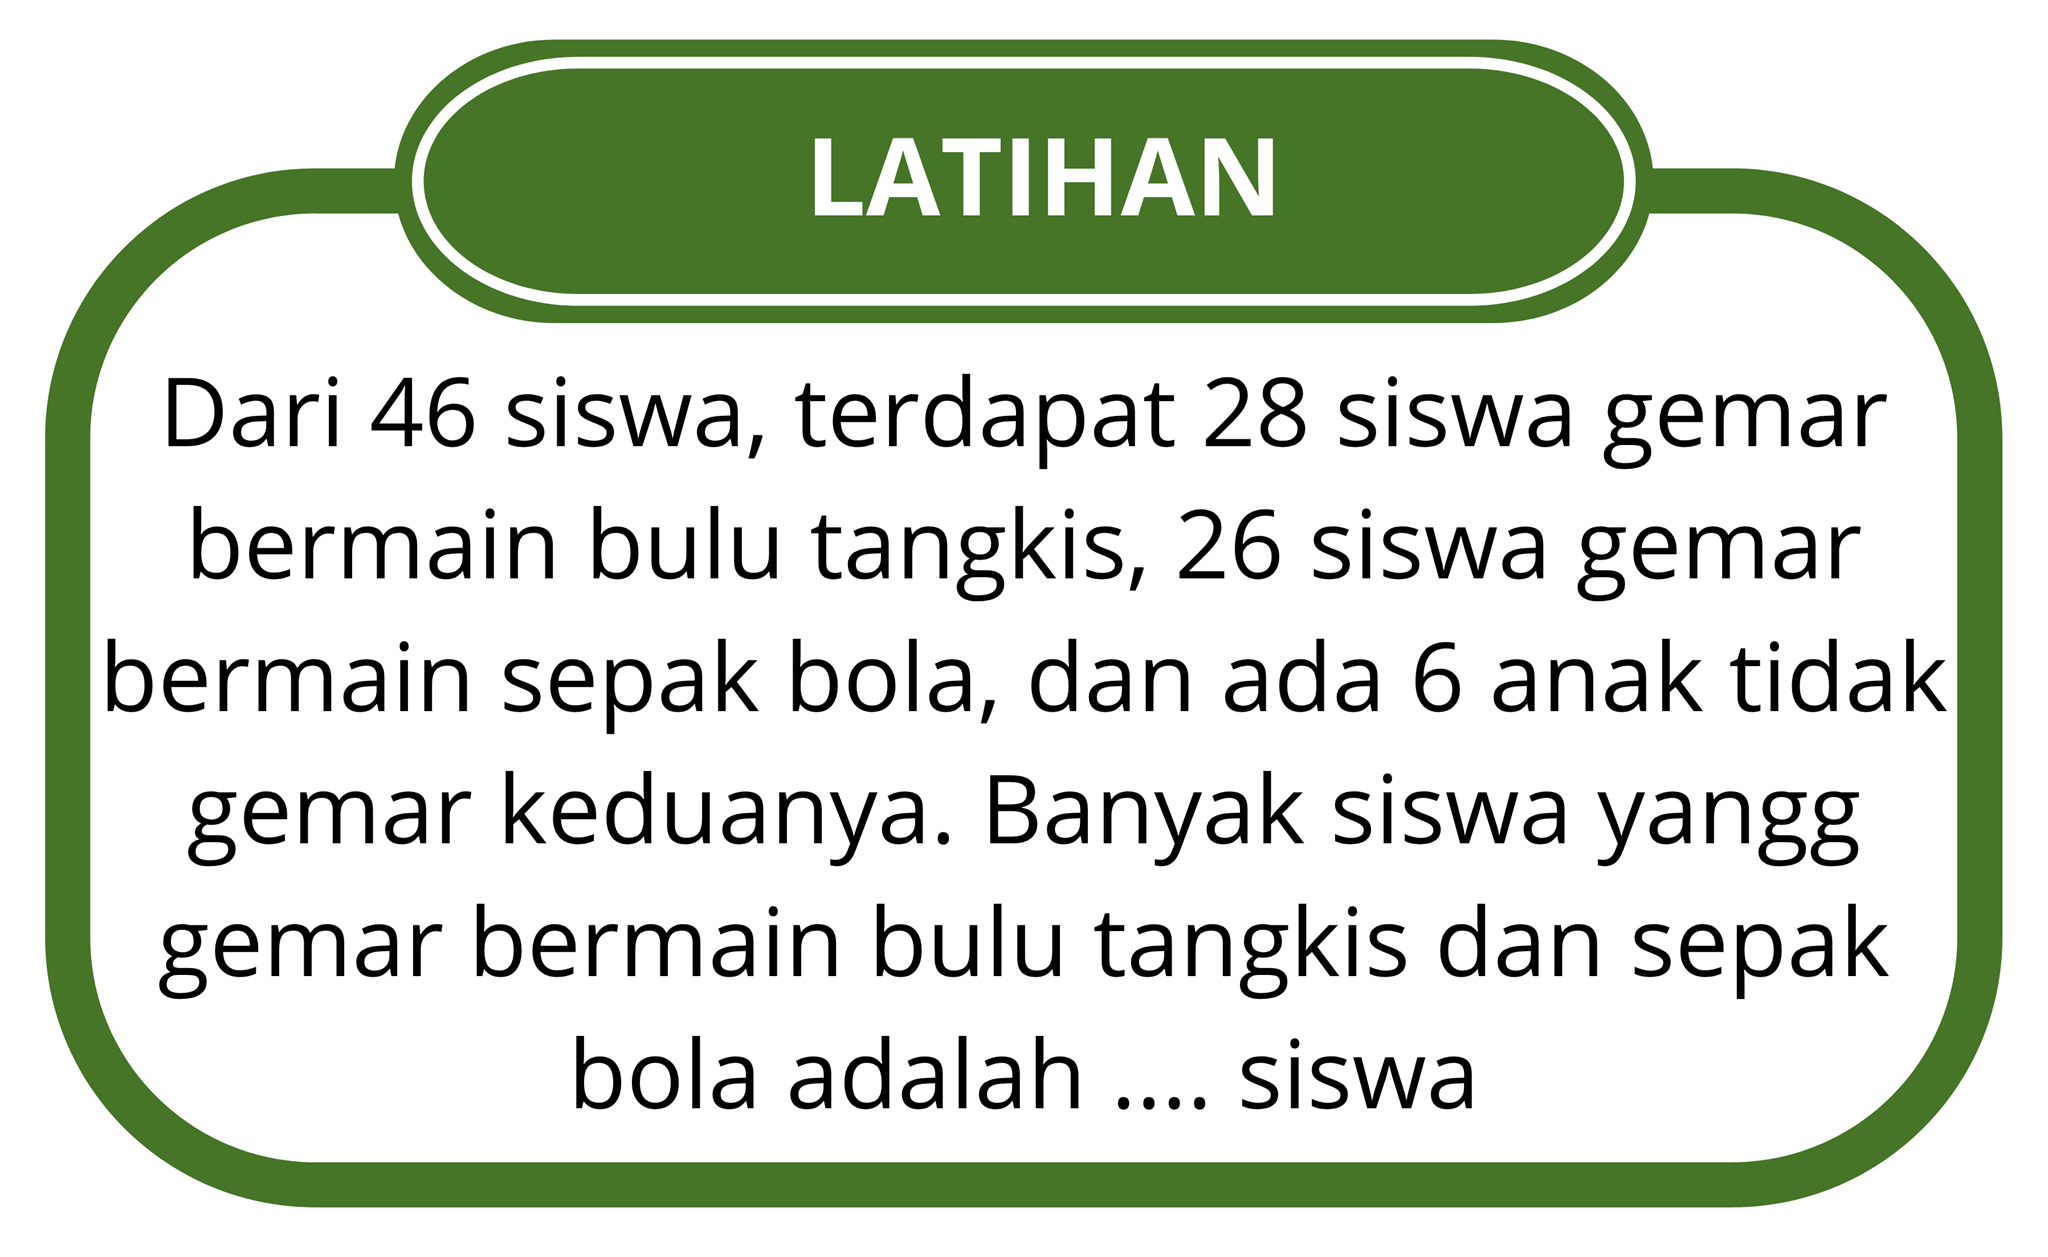 LATIHAN
Dari 46 siswa, terdapat 28 siswa gemar
bermain bulu tangkis, 26 siswa gemar
bermain sepak bola, dan ada 6 anak tidak
gemar keduanya. Banyak siswa yangg
gemar bermain bulu tangkis dan sepak
bola adalah .... siswa